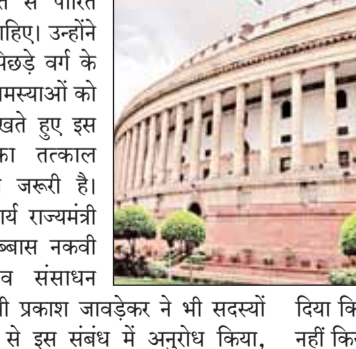 से पारित
चाहिए। उन्होंने
पिछड़े वर्ग के
समस्याओं को
रखते हुए इस
का तत्काल
जरूरी है।
कार्य राज्यमंत्री
अब्बास नकवी
व संसाधन
प्रकाश जावड़ेकर ने भी सदस्यों
से इस संबंध में अनुरोध किया,
दिया कि
नहीं